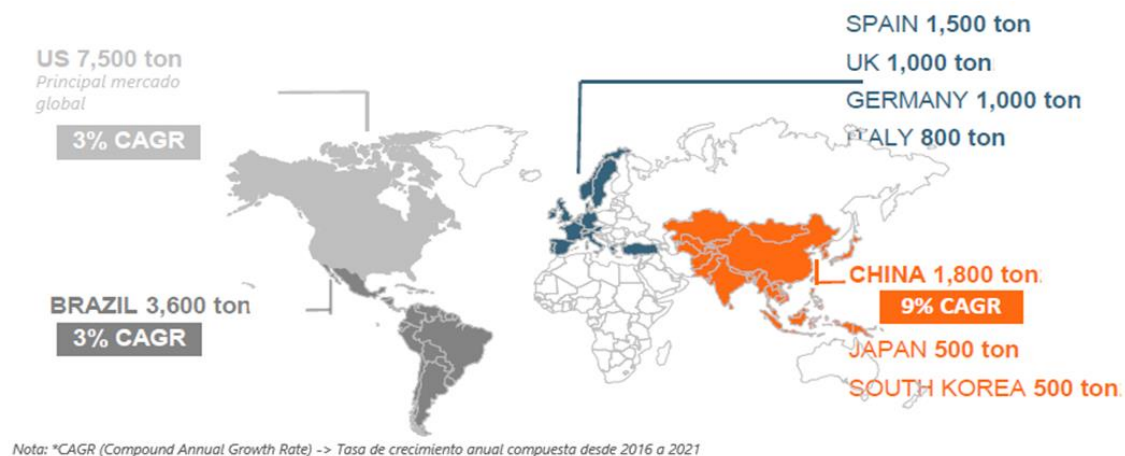 US 7,500 ton
Principal mercado
global
3% CAGR
BRAZIL 3,600 ton
3% CAGR
SPAIN 1,500 ton
UK 1,000 ton
GERMANY 1,000 ton
ITALY 800 ton
CHINA 1,800 ton
9% CAGR
JAPAN 500 ton
SOUTH KOREA 500 ton
Nota: *CAGR (Compound Annual Growth Rate) -> Tasa de crecimiento anual compuesta desde 2016 a 2021